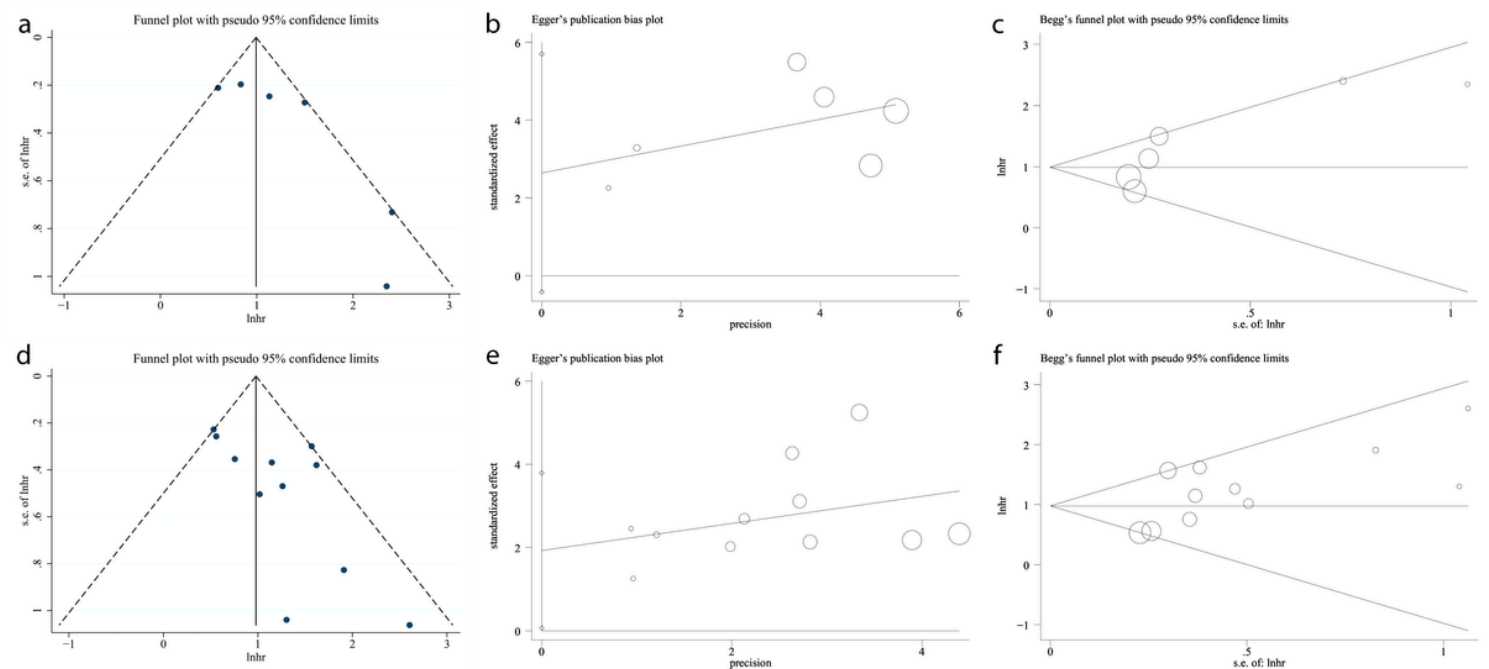 a
Funnel plot with pseudo 95% confidence limits
s.e. of lnhr
0
.2
.4
.6
.8
1
−1
0
1
2
3
lnhr
b
Egger's publication bias plot
standardized effect
6
4
2
0
0
2
4
6
precision
c
Begg's funnel plot with pseudo 95% confidence limits
lnhr
3
2
1
0
−1
0
.5
1
s.e. of: lnhr
d
Funnel plot with pseudo 95% confidence limits
s.e. of lnhr
0
.2
.4
.6
.8
1
−1
0
1
2
3
lnhr
e
Egger's publication bias plot
standardized effect
6
4
2
0
0
2
4
precision
f
Begg's funnel plot with pseudo 95% confidence limits
lnhr
3
2
1
0
−1
0
.5
1
s.e. of: lnhr